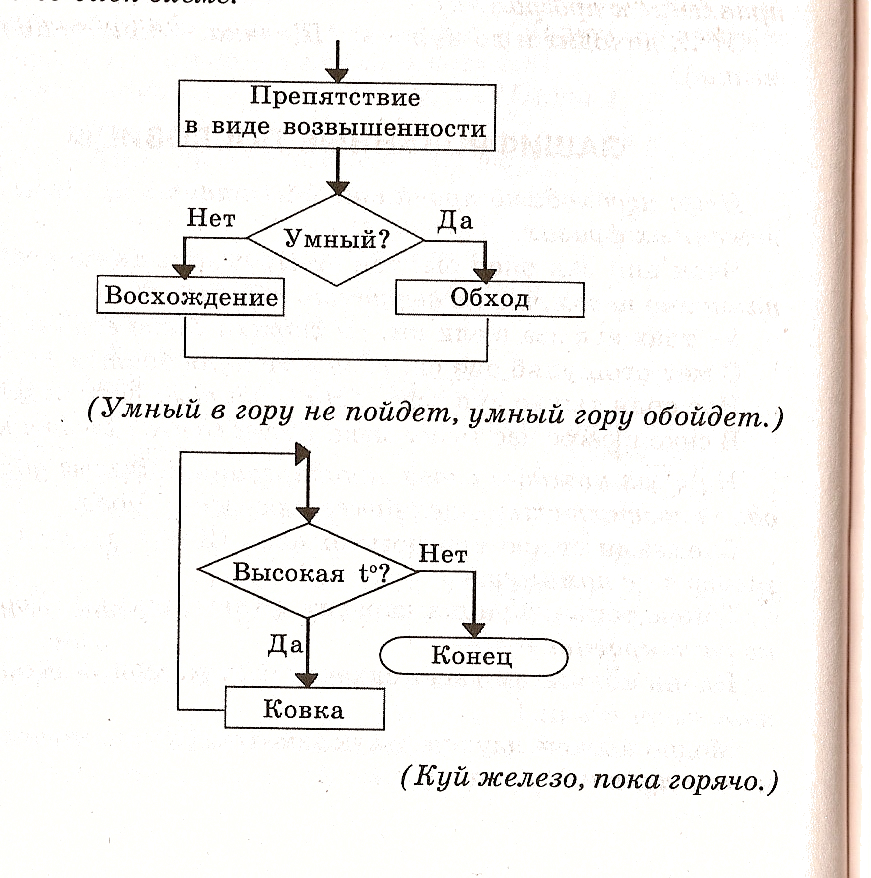 Препятствие
в виде возвышенности
Нет
Да
Умный?
Восхождение
Обход
(Умный в гору не пойдет, умный гору обойдет.)
Высокая t°?
Нет
Да
Конец
Ковка
(Куй железо, пока горячо.)